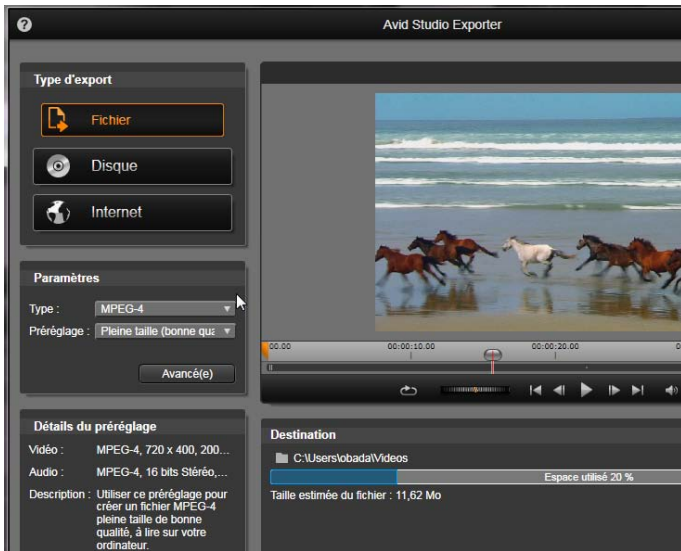 Avid Studio Exporter
Type d'export
Fichier
Disque
Internet
Paramètres
Type : MPEG-4
Préréglage : Pleine taille (bonne qua
Avancé(e)
Détails du préréglage
Vidéo : MPEG-4, 720 x 400, 200...
Audio : MPEG-4, 16 bits Stéréo,...
Description : Utiliser ce préréglage pour
créer un fichier MPEG-4
pleine taille de bonne
qualité, à lire sur votre
ordinateur.
00.00 00:00:10.00 00:00:20.00
Destination
C:\Users\obada\Videos
Espace utilisé 20 %
Taille estimée du fichier : 11,62 Mo